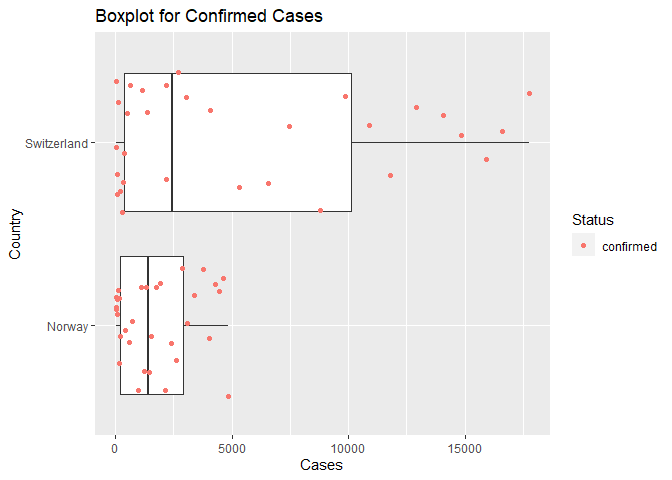 Boxplot for Confirmed Cases
Switzerland
Norway
Country
0 5000 10000 15000
Cases
Status
confirmed